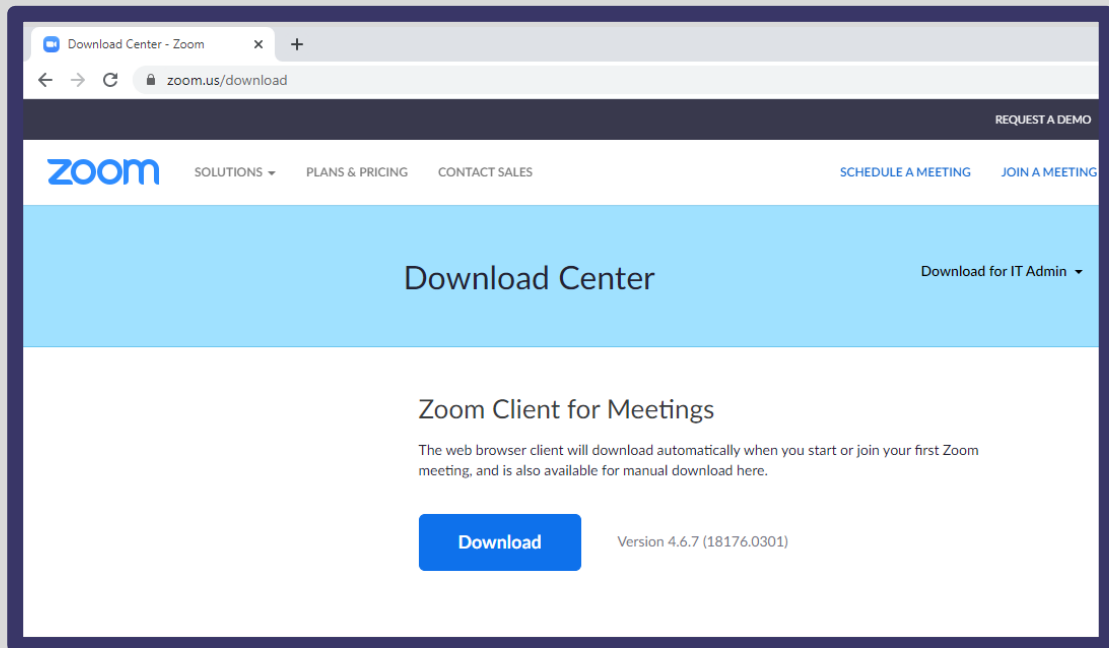 Download Center - Zoom
zoom.us/download
REQUEST A DEMO
zoom SOLUTIONS PLANS & PRICING CONTACT SALES SCHEDULE A MEETING JOIN A MEETING
Download Center
Download for IT Admin
Zoom Client for Meetings
The web browser client will download automatically when you start or join your first Zoom
meeting, and is also available for manual download here.
Download Version 4.6.7 (18176.0301)